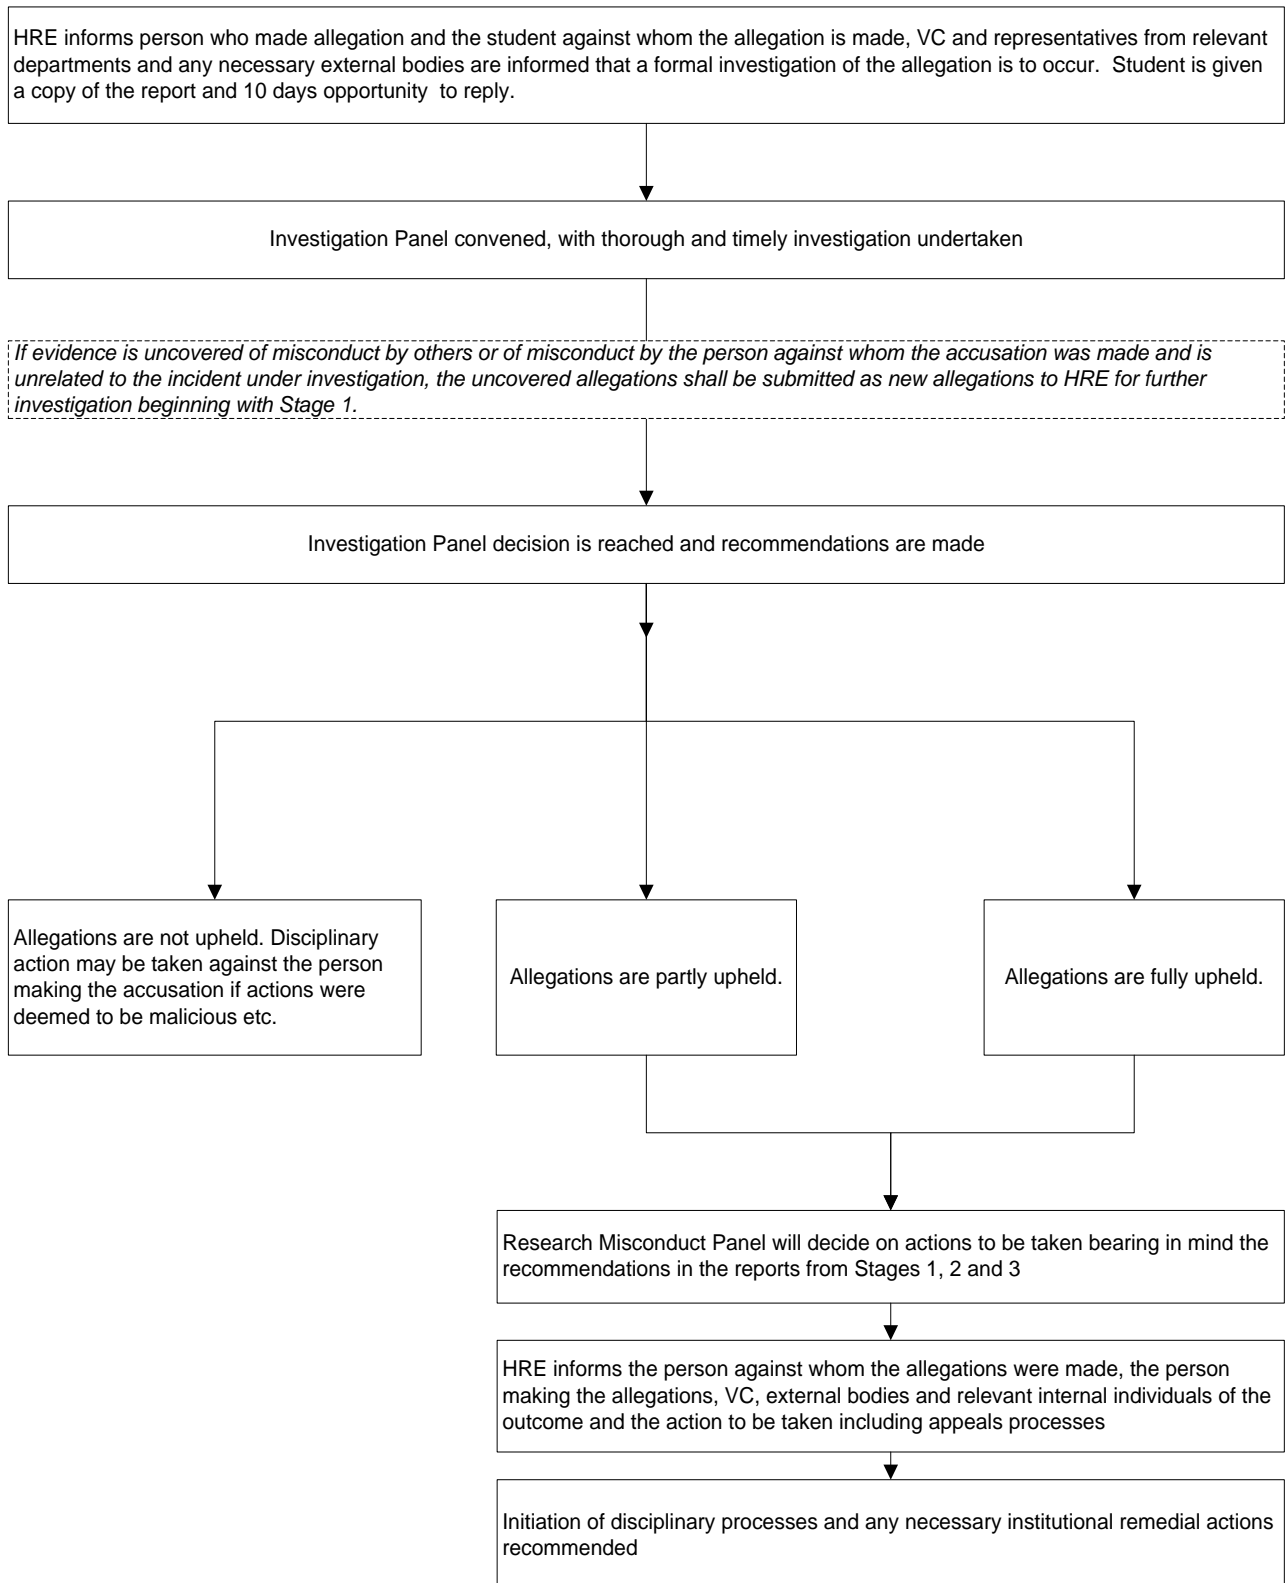 HRE informs person who made allegation and the student against whom the allegation is made, VC and representatives from relevant
departments and any necessary external bodies are informed that a formal investigation of the allegation is to occur.  Student is given
a copy of the report and 10 days opportunity  to reply.
Investigation Panel convened, with thorough and timely investigation undertaken
If evidence is uncovered of misconduct by others or of misconduct by the person against whom the accusation was made and is
unrelated to the incident under investigation, the uncovered allegations shall be submitted as new allegations to HRE for further
investigation beginning with Stage 1.
Investigation Panel decision is reached and recommendations are made
Allegations are not upheld. Disciplinary
action may be taken against the person
making the accusation if actions were
deemed to be malicious etc.
Allegations are partly upheld.
Allegations are fully upheld.
Research Misconduct Panel will decide on actions to be taken bearing in mind the
recommendations in the reports from Stages 1, 2 and 3
HRE informs the person against whom the allegations were made, the person
making the allegations, VC, external bodies and relevant internal individuals of the
outcome and the action to be taken including appeals processes
Initiation of disciplinary processes and any necessary institutional remedial actions
recommended